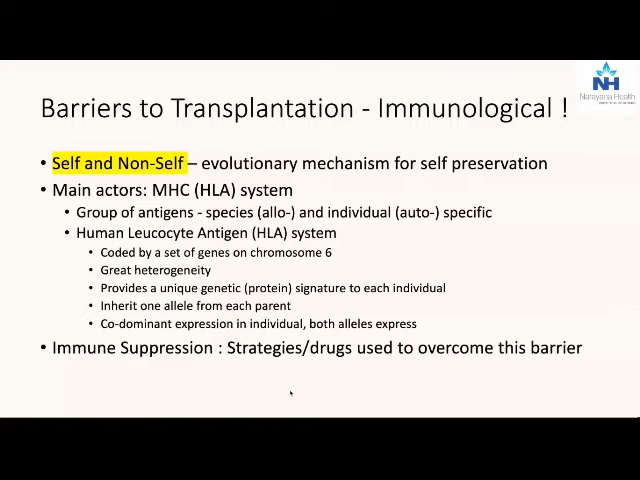 NH
Narayana Health
Barriers to Transplantation - Immunological !
• Self and Non-Self – evolutionary mechanism for self preservation
• Main actors: MHC (HLA) system
• Group of antigens - species (allo-) and individual (auto-) specific
• Human Leucocyte Antigen (HLA) system
• Coded by a set of genes on chromosome 6
• Great heterogeneity
• Provides a unique genetic (protein) signature to each individual
• Inherit one allele from each parent
• Co-dominant expression in individual, both alleles express
• Immune Suppression : Strategies/drugs used to overcome this barrier